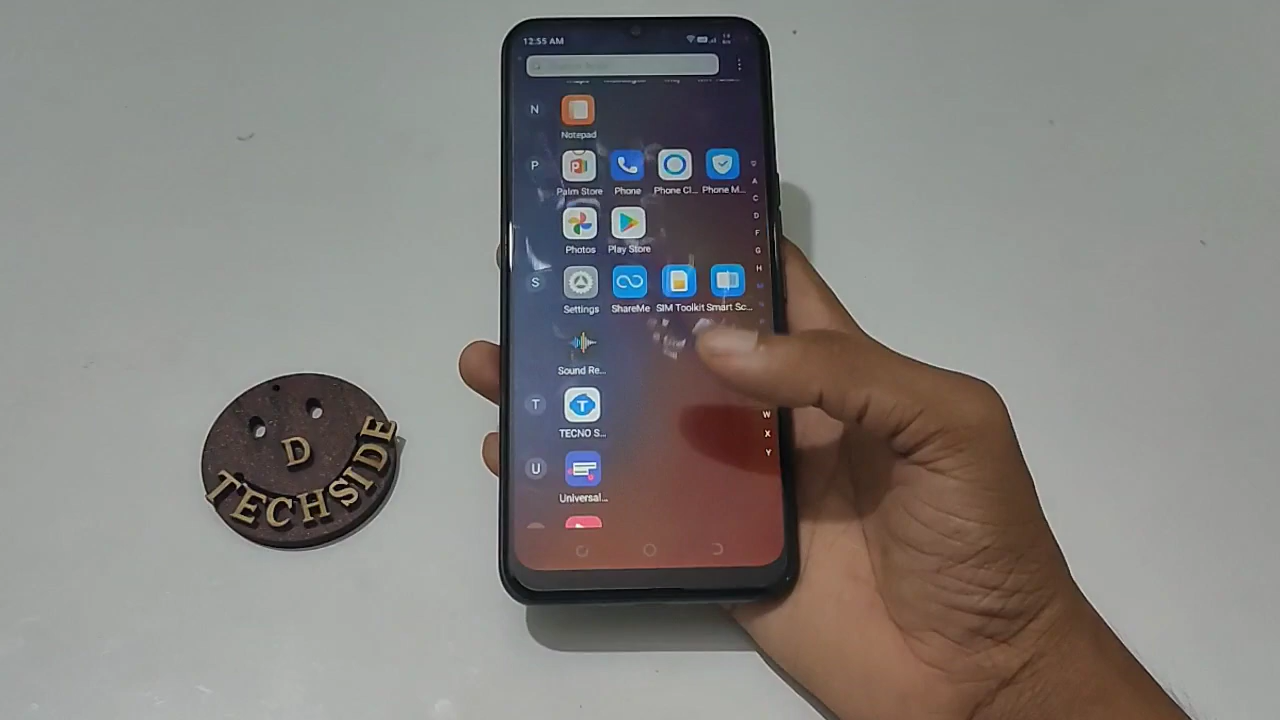 12:55 AM
N
Notepad
P
Palm Store Phone Phone Cl... Phone M...
Photos Play Store
S
Settings ShareMe SIM Toolkit Smart Sc...
Sound Re...
T
TECNO S...
U
Universal...
A
C
D
F
G
H
W
X
Y
D
TECHSIDE